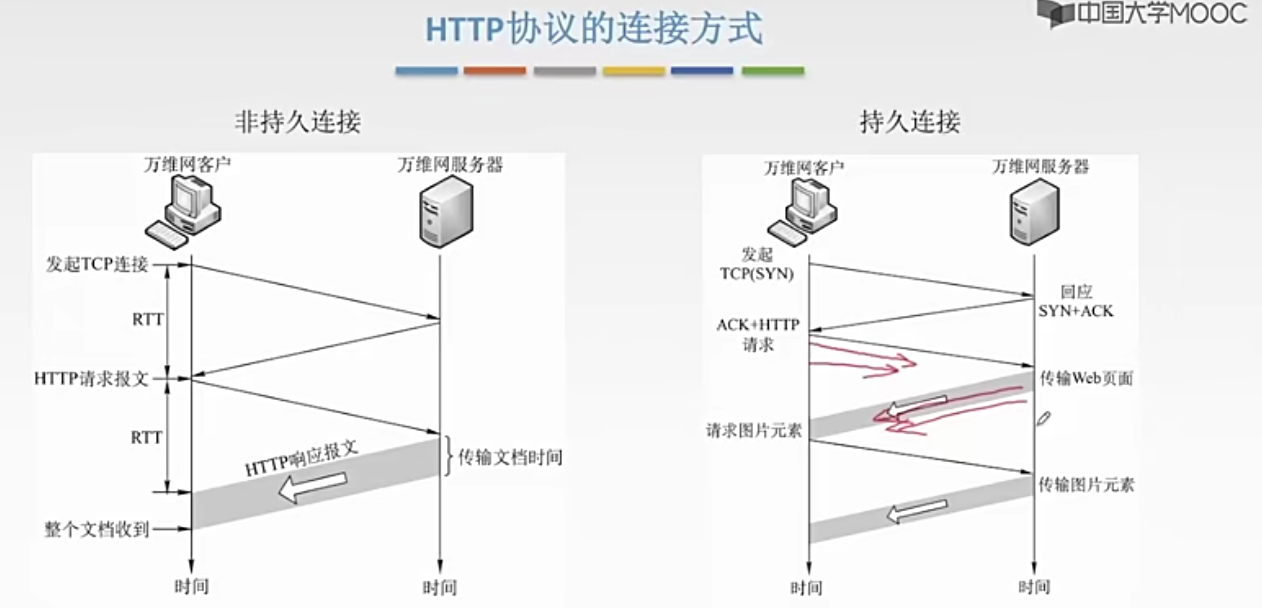 HTTP协议的连接方式
中国大学MOOC
非持久连接
万维网客户
万维网服务器
发起TCP连接
RTT
HTTP请求报文
RTT
HTTP响应报文
传输文档时间
整个文档收到
时间
时间
持久连接
万维网客户
万维网服务器
发起
TCP(SYN)
回应
SYN+ACK
ACK+HTTP
请求
传输Web页面
请求图片元素
传输图片元素
时间
时间